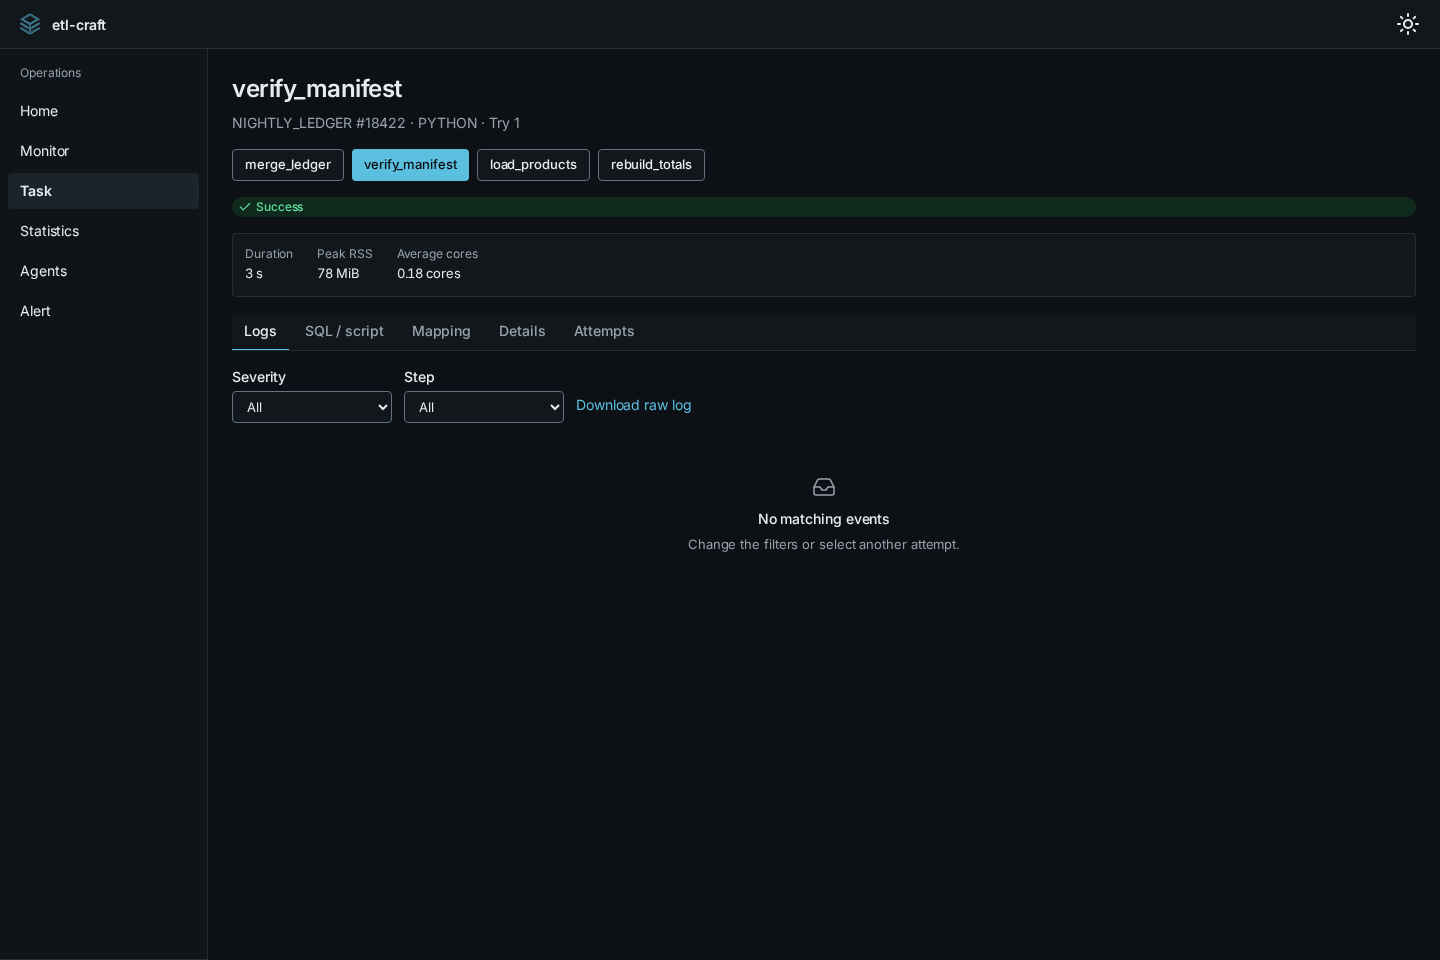 etl-craft
Operations
Home
Monitor
Task
Statistics
Agents
Alert
verify_manifest
NIGHTLY_LEDGER #18422 · PYTHON · Try 1
merge_ledger verify_manifest load_products rebuild_totals
Success
Duration Peak RSS Average cores
3 s 78 MiB 0.18 cores
Logs SQL / script Mapping Details Attempts
Severity Step
All All Download raw log
No matching events
Change the filters or select another attempt.